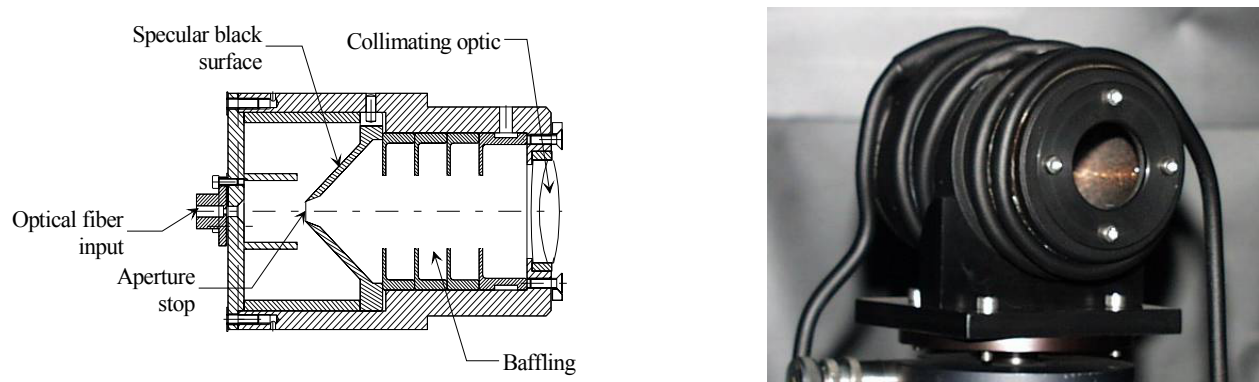 Specular black
surface
Collimating optic
Optical fiber
input
Aperture
stop
Baffling